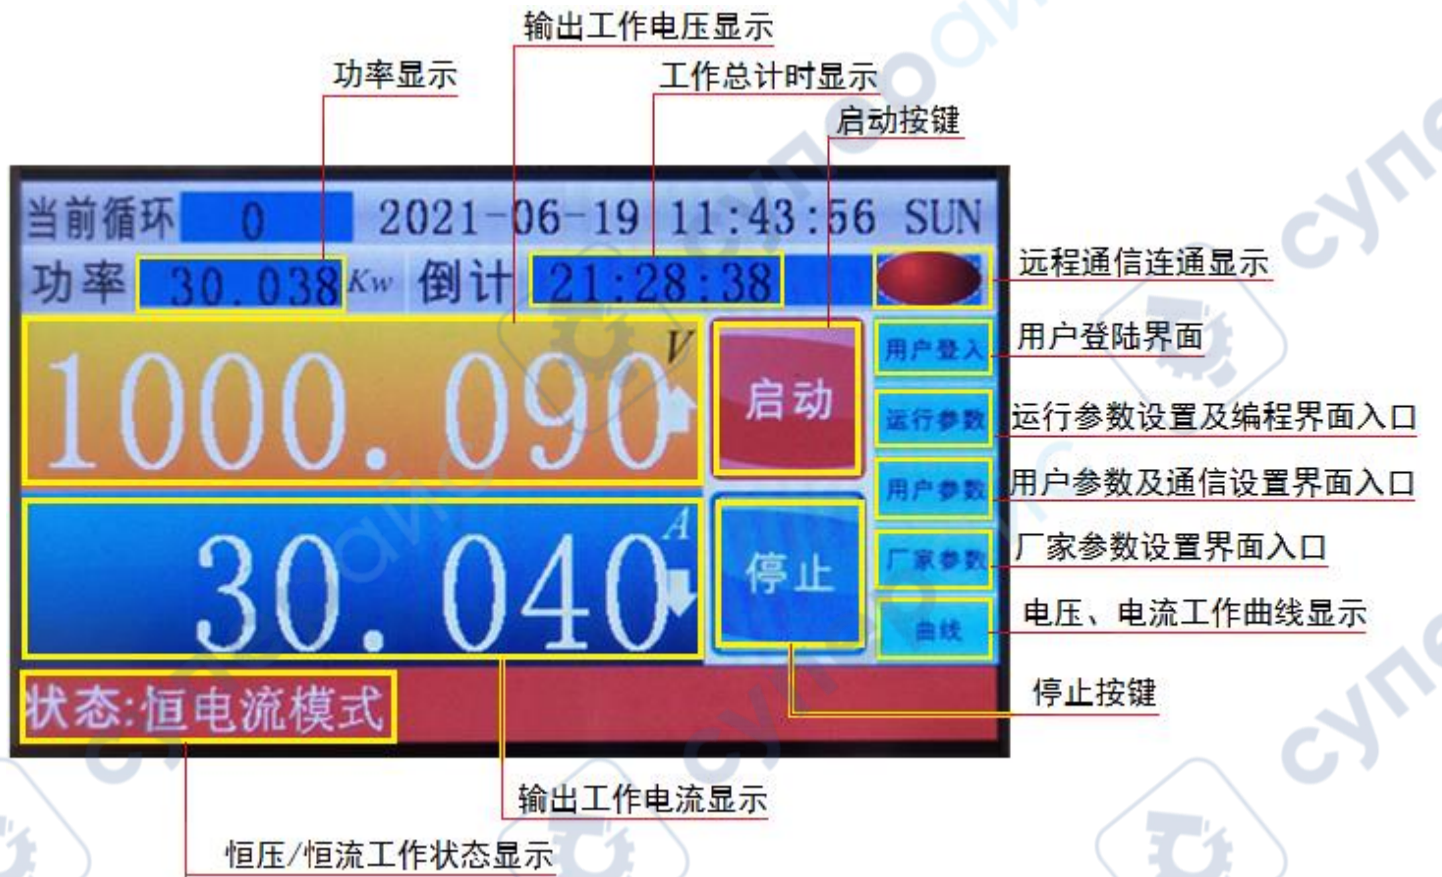 输出工作电压显示
功率显示
工作总计时显示
启动按键
当前循环 0 2021-06-19 11:43:56 SUN
功率 30.038 Kw 倒计 21:28:38
远程通信连通显示
1000.090 V
启动
用户登入
用户登陆界面
运行参数
运行参数设置及编程界面入口
用户参数
用户参数及通信设置界面入口
30.040 A
停止
厂家参数
厂家参数设置界面入口
曲线
电压、电流工作曲线显示
状态:恒电流模式
停止按键
输出工作电流显示
恒压/恒流工作状态显示